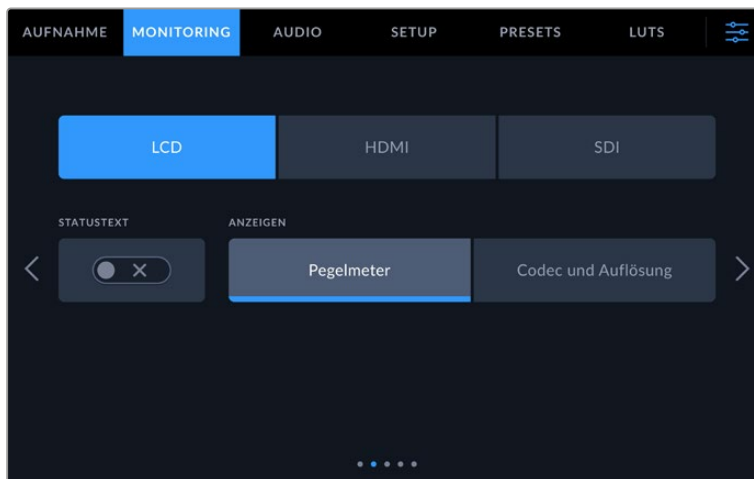 AUFNAHME MONITORING AUDIO SETUP PRESETS LUTS
LCD HDMI SDI
STATUSTEXT ANZEIGEN
Pegelmeter Codec und Auflösung